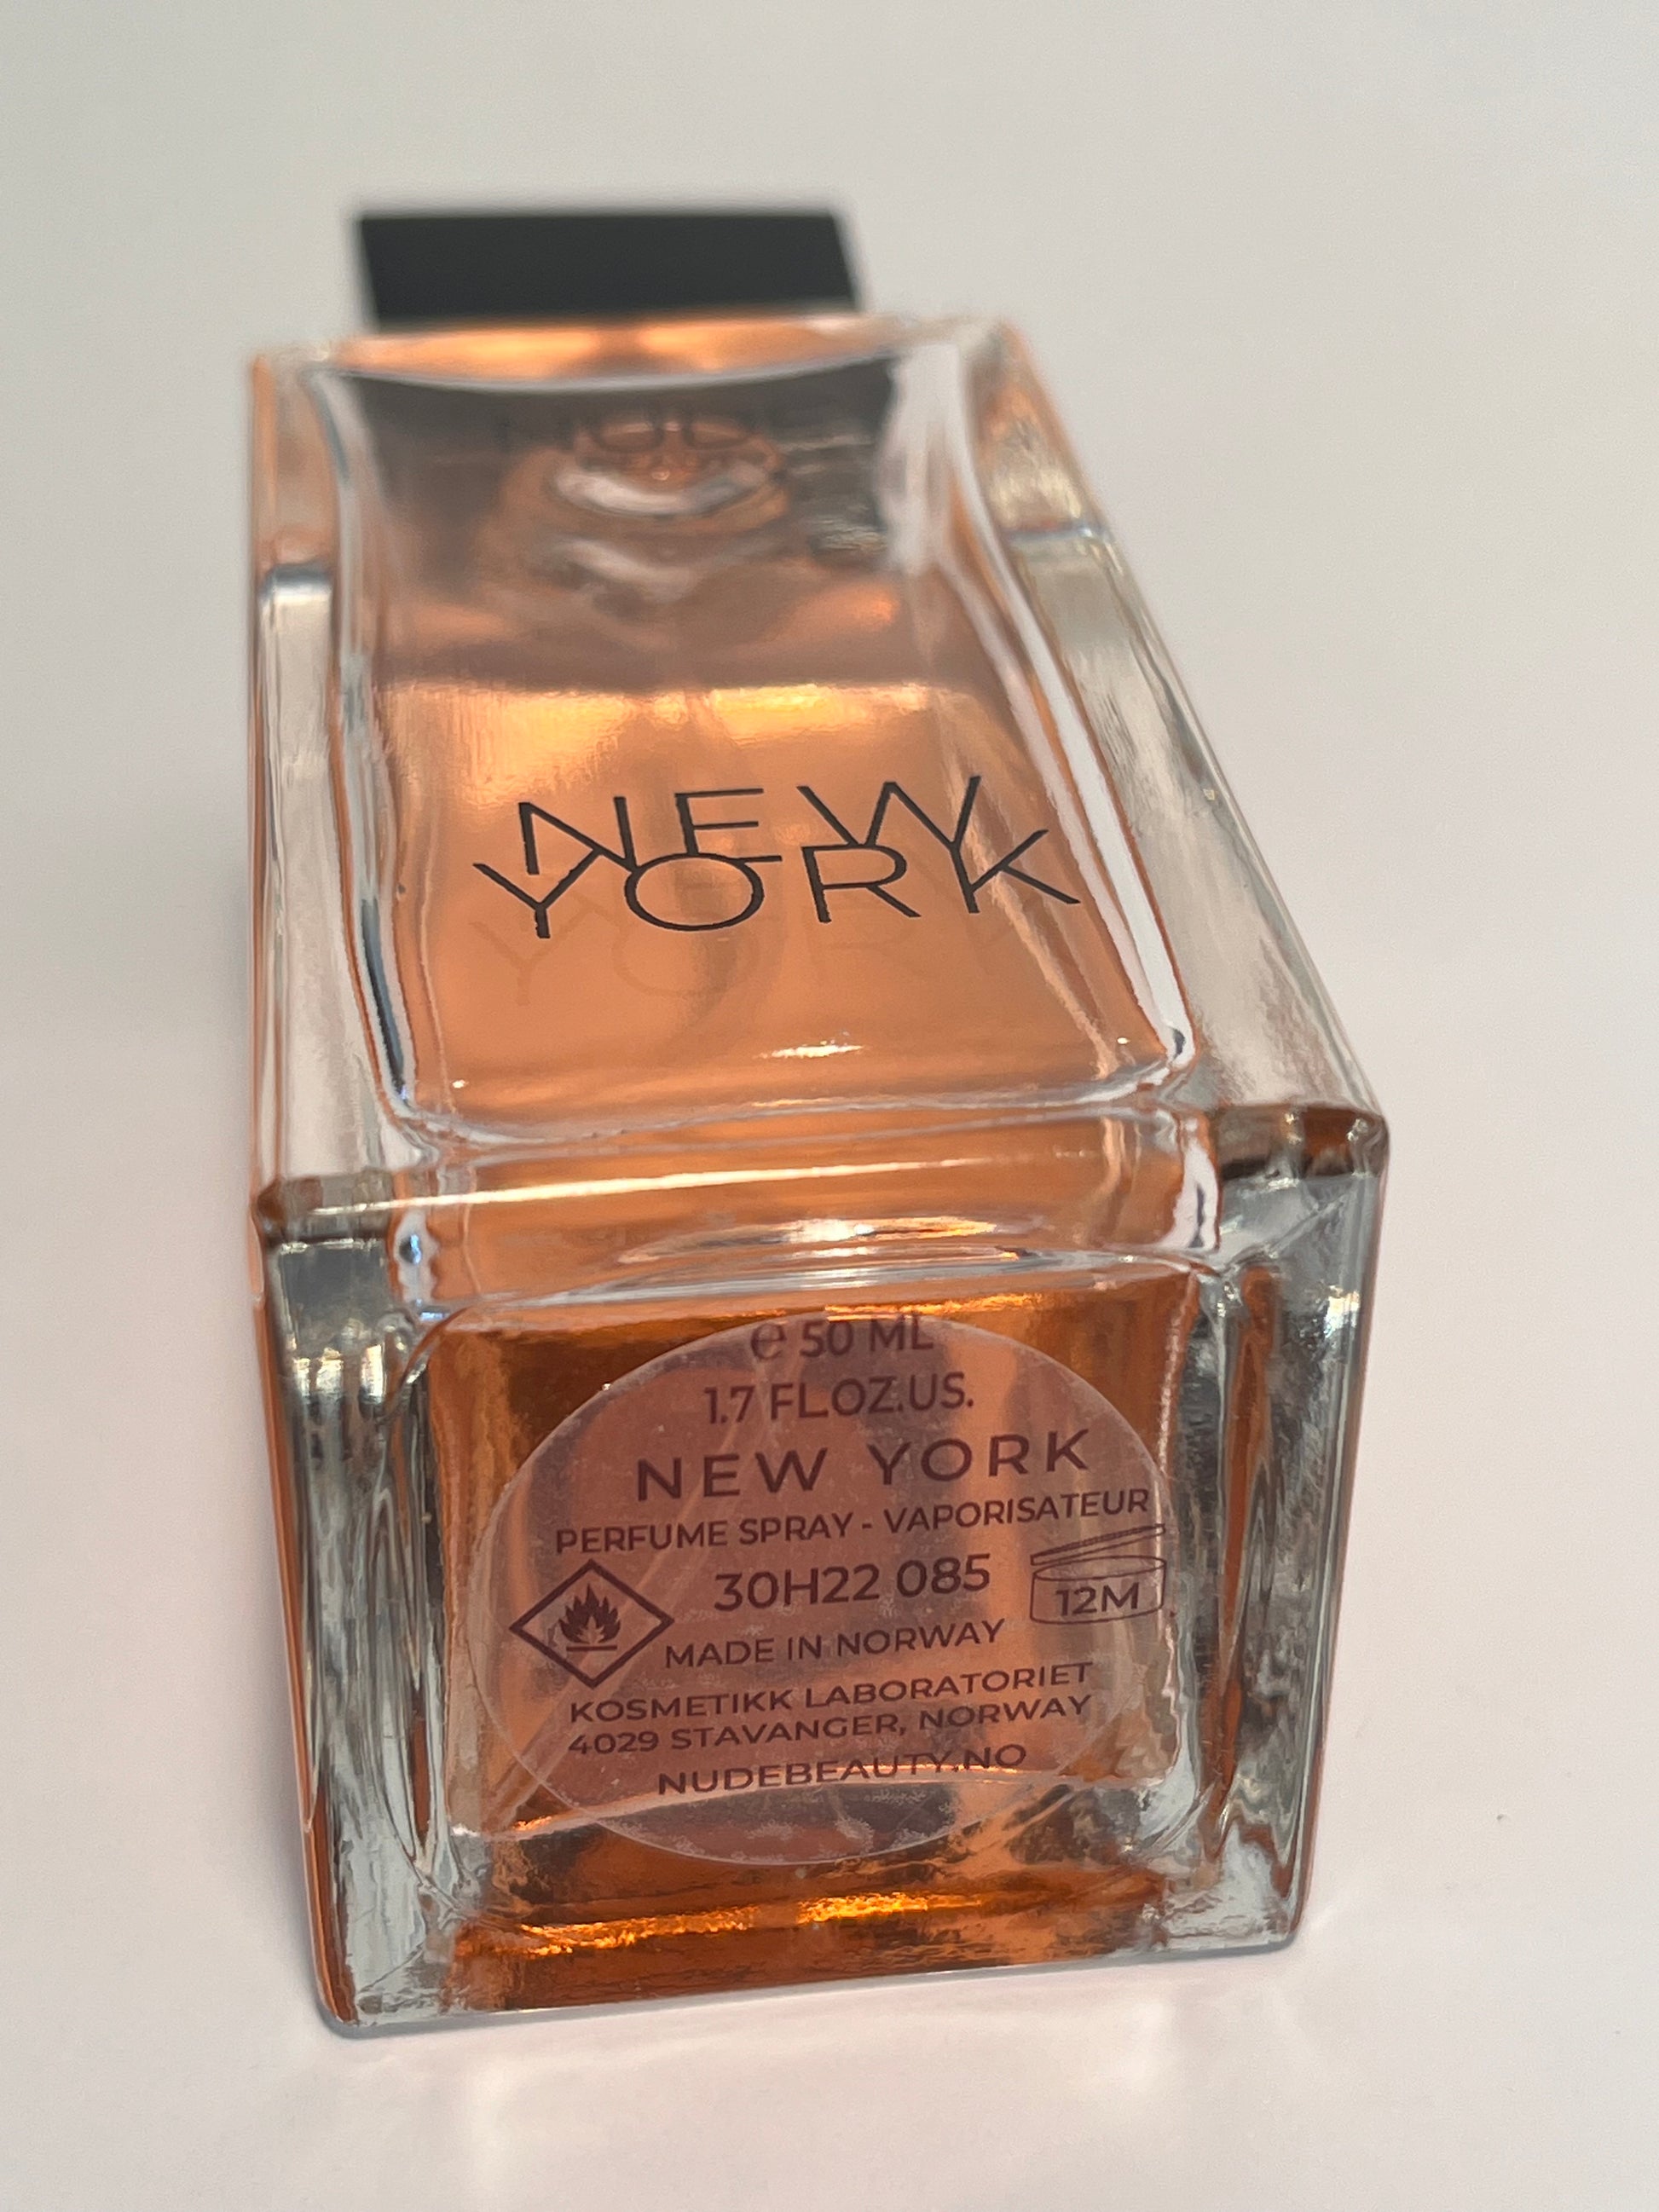 NUDE
NEW
YORK
℮ 50 ML
1.7 FL.OZ.US.
NEW YORK
PERFUME SPRAY - VAPORISATEUR
30H22 085
12M
MADE IN NORWAY
KOSMETIKK LABORATORIET
4029 STAVANGER, NORWAY
NUDEBEAUTY.NO